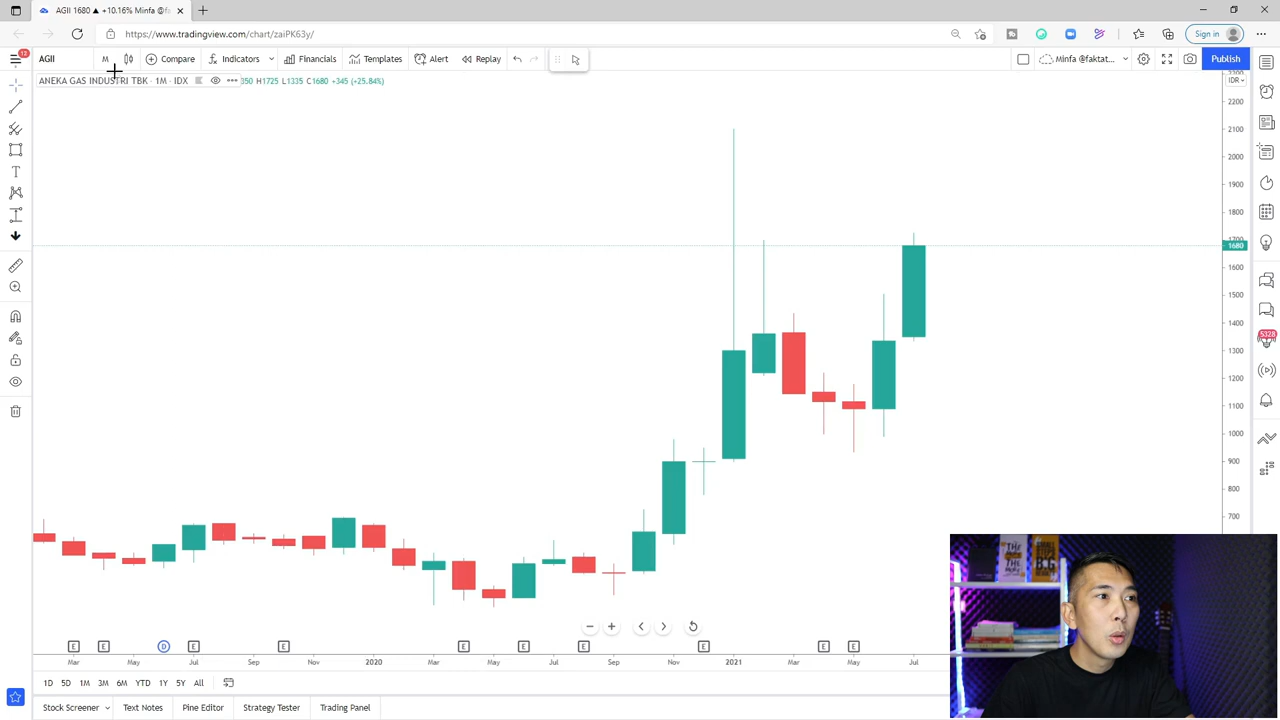 AGII 1680 ▲ +10.16% Minfa @fa
https://www.tradingview.com/chart/zaiPK63y/
Sign in
12
AGII
M
Compare
Indicators
Financials
Templates
Alert
Replay
Minfa @faktat...
Publish
ANEKA GAS INDUSTRI TBK · 1M · IDX
350 H1725 L1335 C1680 +345 (+25.84%)
IDR
2200
2100
2000
1900
1800
1700
1680
1600
1500
1400
1300
1200
1100
1000
900
800
700
5328
E E D E E E E E E E E
Mar May Jul Sep Nov 2020 Mar May Jul Sep Nov 2021 Mar May Jul
1D 5D 1M 3M 6M YTD 1Y 5Y All
Stock Screener Text Notes Pine Editor Strategy Tester Trading Panel